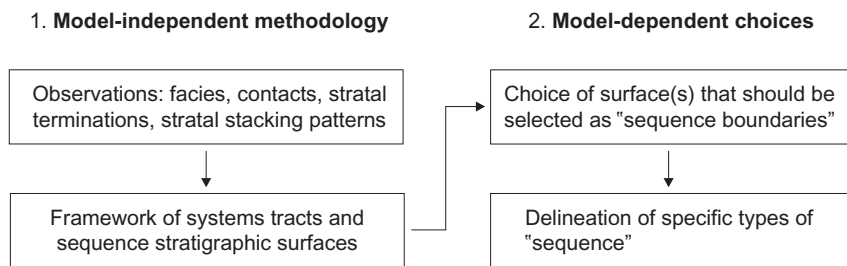 1. Model-independent methodology
Observations: facies, contacts, stratal
terminations, stratal stacking patterns
Framework of systems tracts and
sequence stratigraphic surfaces
2. Model-dependent choices
Choice of surface(s) that should be
selected as "sequence boundaries"
Delineation of specific types of
"sequence"